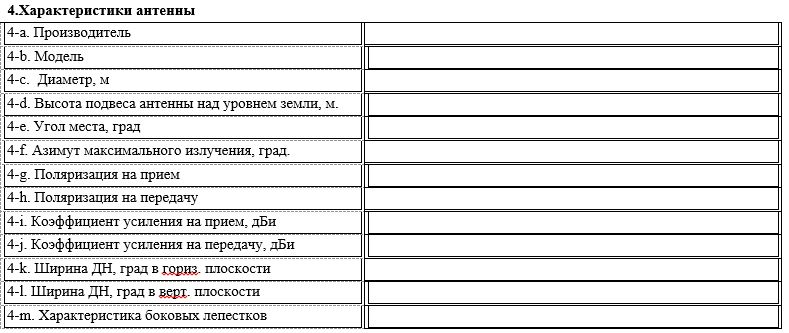 4.Характеристики антенны
4-a. Производитель
4-b. Модель
4-c. Диаметр, м
4-d. Высота подвеса антенны над уровнем земли, м.
4-e. Угол места, град
4-f. Азимут максимального излучения, град.
4-g. Поляризация на прием
4-h. Поляризация на передачу
4-i. Коэффициент усиления на прием, дБи
4-j. Коэффициент усиления на передачу, дБи
4-k. Ширина ДН, град в гориз. плоскости
4-l. Ширина ДН, град в верт. плоскости
4-m. Характеристика боковых лепестков